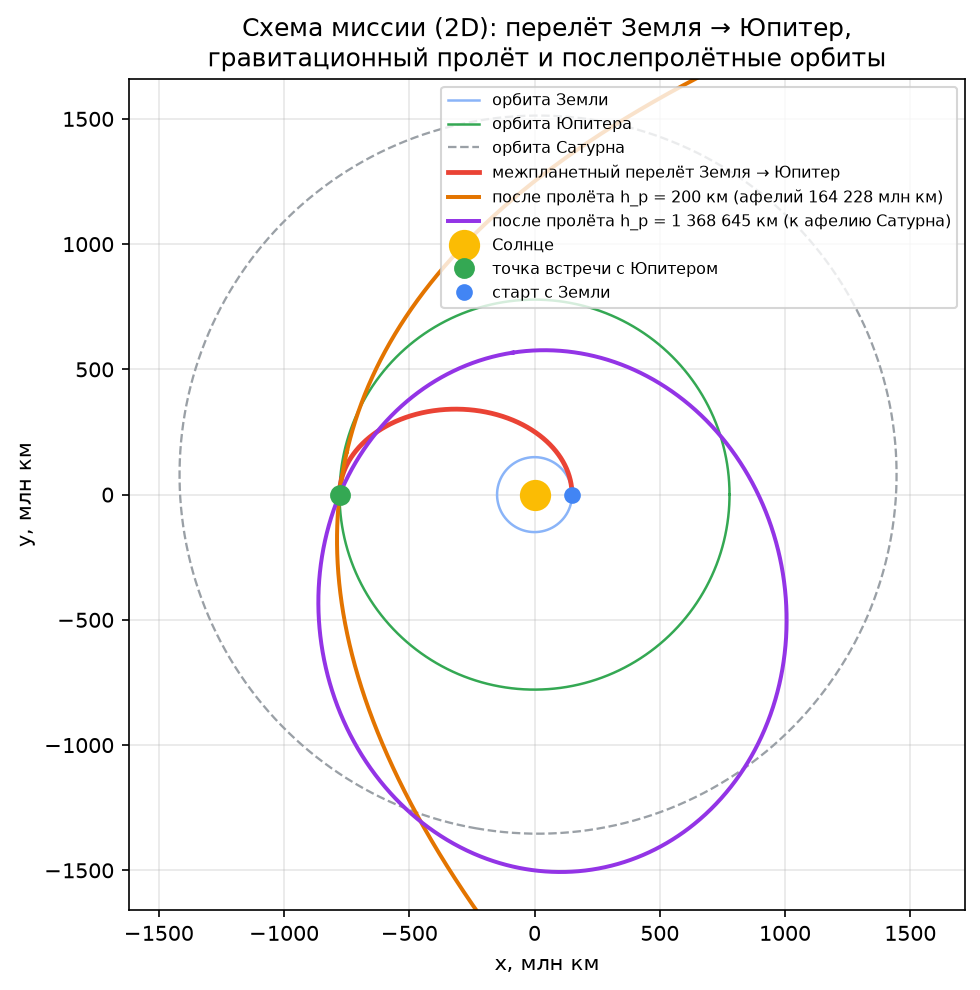 Схема миссии (2D): перелёт Земля → Юпитер,
гравитационный пролёт и послепролётные орбиты
орбита Земли
орбита Юпитера
орбита Сатурна
межпланетный перелёт Земля → Юпитер
после пролёта h_p = 200 км (афелий 164 228 млн км)
после пролёта h_p = 1 368 645 км (к афелию Сатурна)
Солнце
точка встречи с Юпитером
старт с Земли
y, млн км
1500
1000
500
0
−500
−1000
−1500
−1500
−1000
−500
0
500
1000
1500
x, млн км